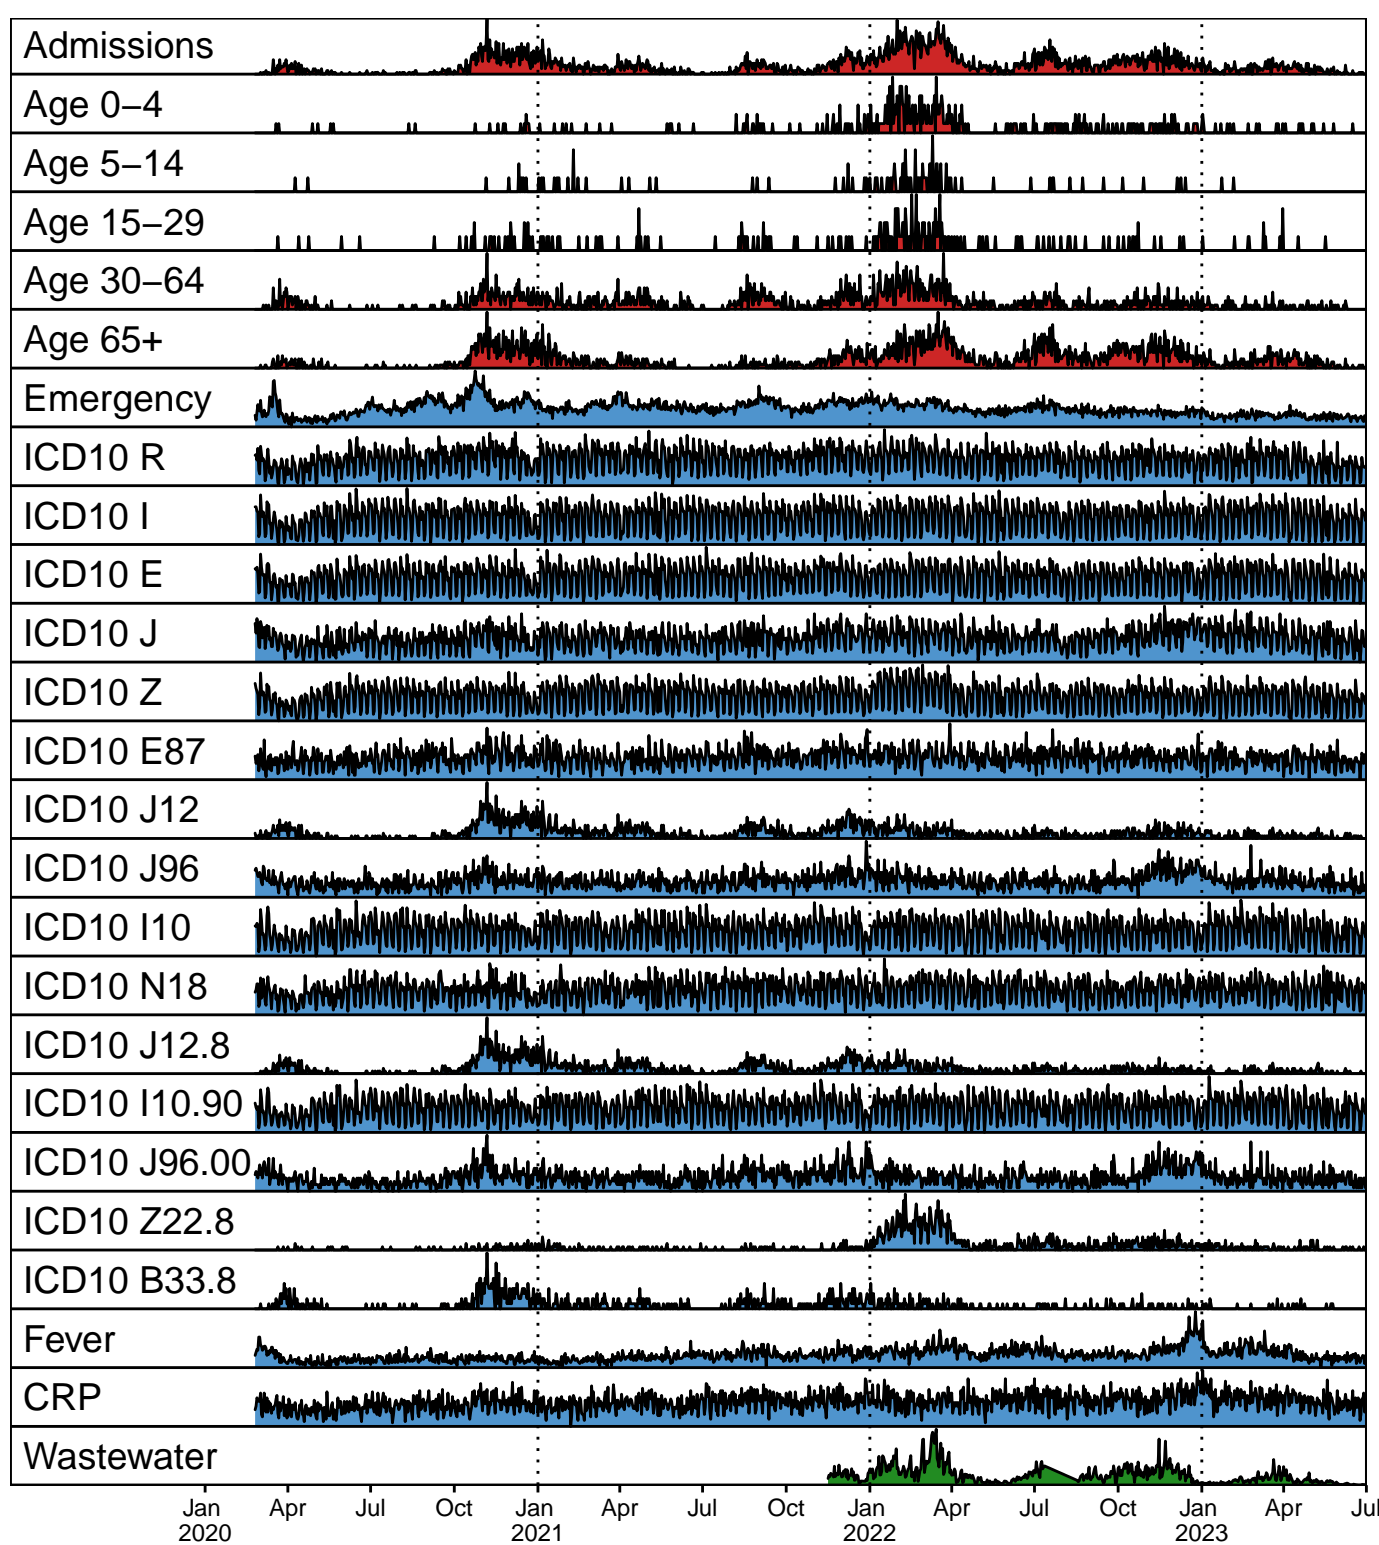 Admissions
Age 0–4
Age 5–14
Age 15–29
Age 30–64
Age 65+
Emergency
ICD10 R
ICD10 I
ICD10 E
ICD10 J
ICD10 Z
ICD10 E87
ICD10 J12
ICD10 J96
ICD10 I10
ICD10 N18
ICD10 J12.8
ICD10 I10.90
ICD10 J96.00
ICD10 Z22.8
ICD10 B33.8
Fever
CRP
Wastewater
Jan Apr Jul Oct Jan Apr Jul Oct Jan Apr Jul Oct Jan Apr Jul
2020 2021 2022 2023